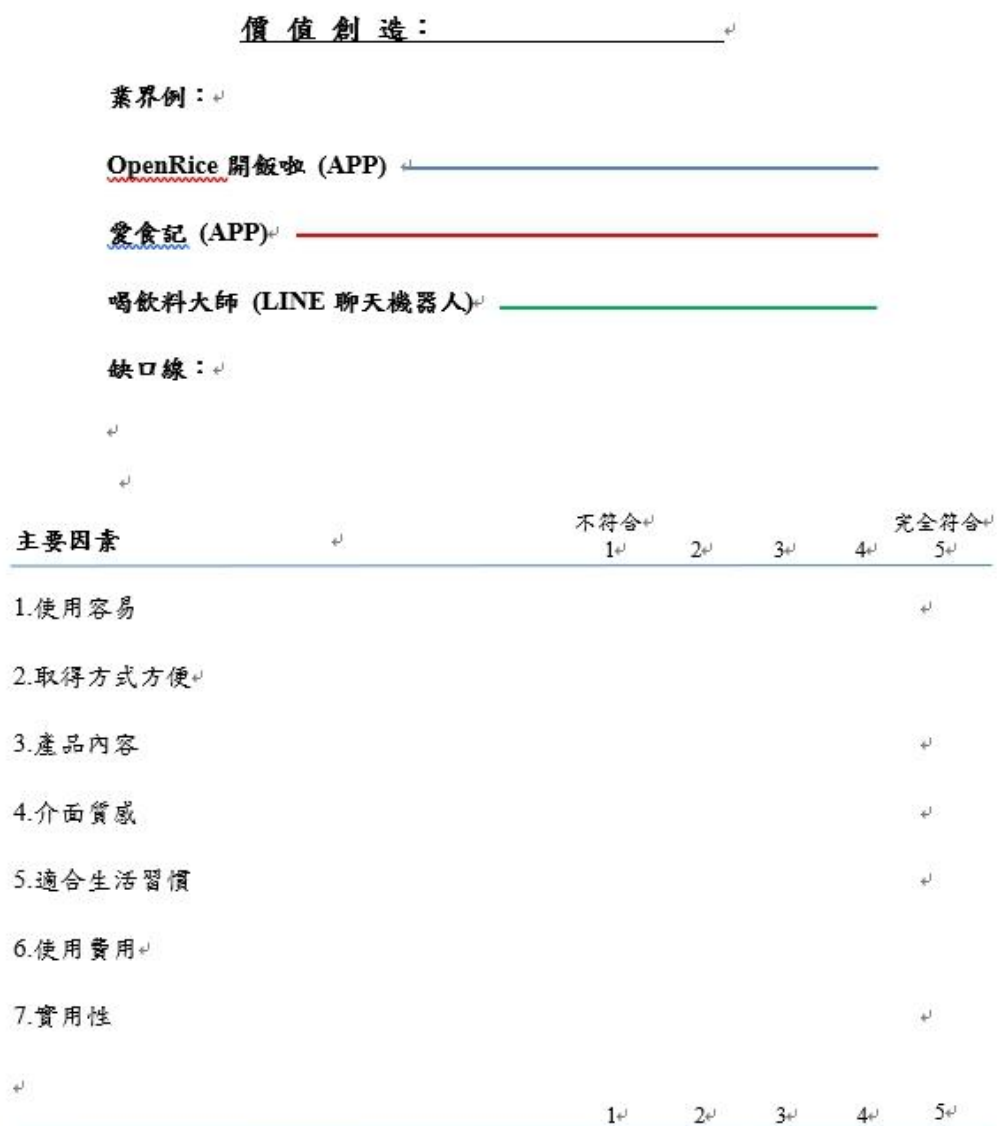 價 值 創 造：
業界例：
OpenRice 開飯啦 (APP)
愛食記 (APP)
喝飲料大師 (LINE 聊天機器人)
缺口線：
不符合 完全符合
主要因素 1 2 3 4 5
1.使用容易
2.取得方式方便
3.產品內容
4.介面質感
5.適合生活習慣
6.使用費用
7.實用性
1 2 3 4 5